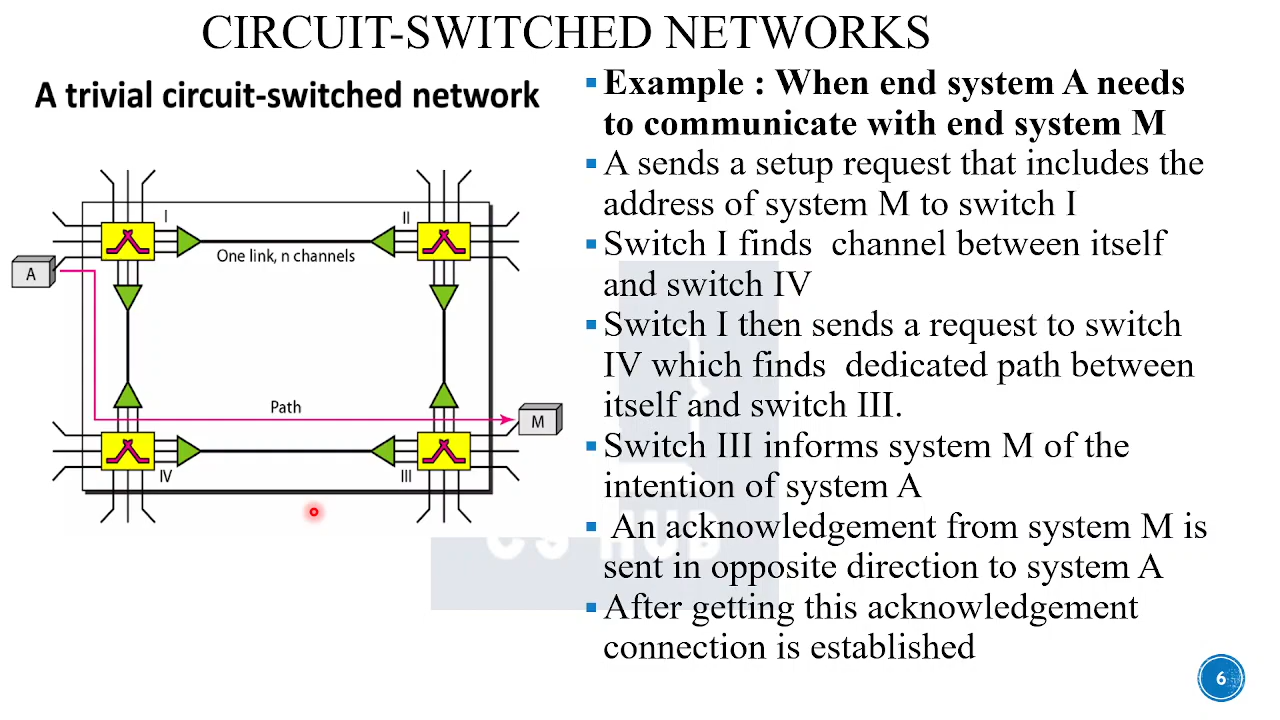 CIRCUIT-SWITCHED NETWORKS
A trivial circuit-switched network
I
II
One link, n channels
A
Path
M
IV
III
Example : When end system A needs
to communicate with end system M
A sends a setup request that includes the
address of system M to switch I
Switch I finds channel between itself
and switch IV
Switch I then sends a request to switch
IV which finds dedicated path between
itself and switch III.
Switch III informs system M of the
intention of system A
An acknowledgement from system M is
sent in opposite direction to system A
After getting this acknowledgement
connection is established
CS HUB
6